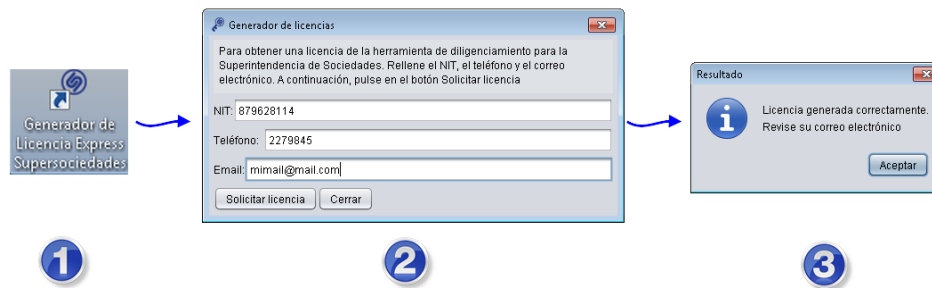 Generador de
Licencia Express
Supersociedades
1
Generador de licencias
Para obtener una licencia de la herramienta de diligenciamiento para la
Superintendencia de Sociedades. Rellene el NIT, el teléfono y el correo
electrónico. A continuación, pulse en el botón Solicitar licencia
NIT: 879628114
Teléfono: 2279845
Email: mimail@mail.com
Solicitar licencia Cerrar
2
Resultado
Licencia generada correctamente.
Revise su correo electrónico
Aceptar
3